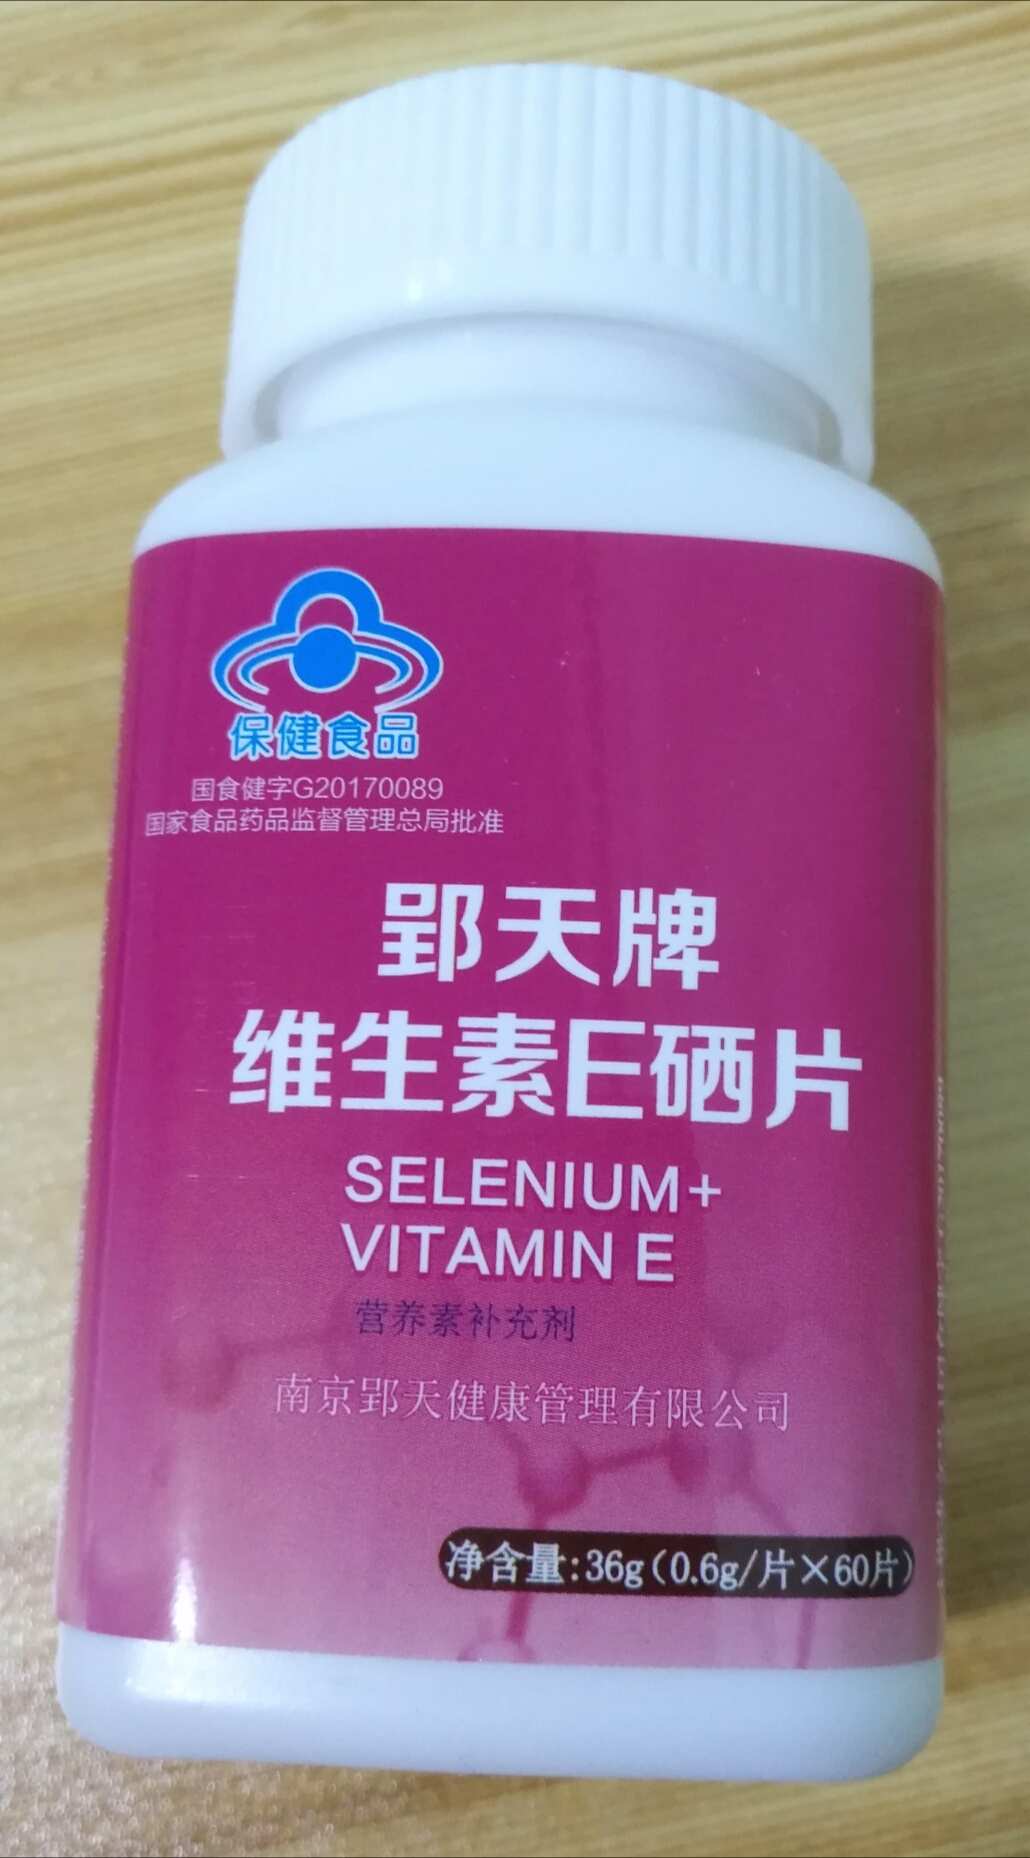 保健食品
国食健字G20170089
国家食品药品监督管理总局批准
郢天牌
维生素E硒片
SELENIUM+
VITAMIN E
营养素补充剂
南京郢天健康管理有限公司
净含量:36g(0.6g/片×60片)